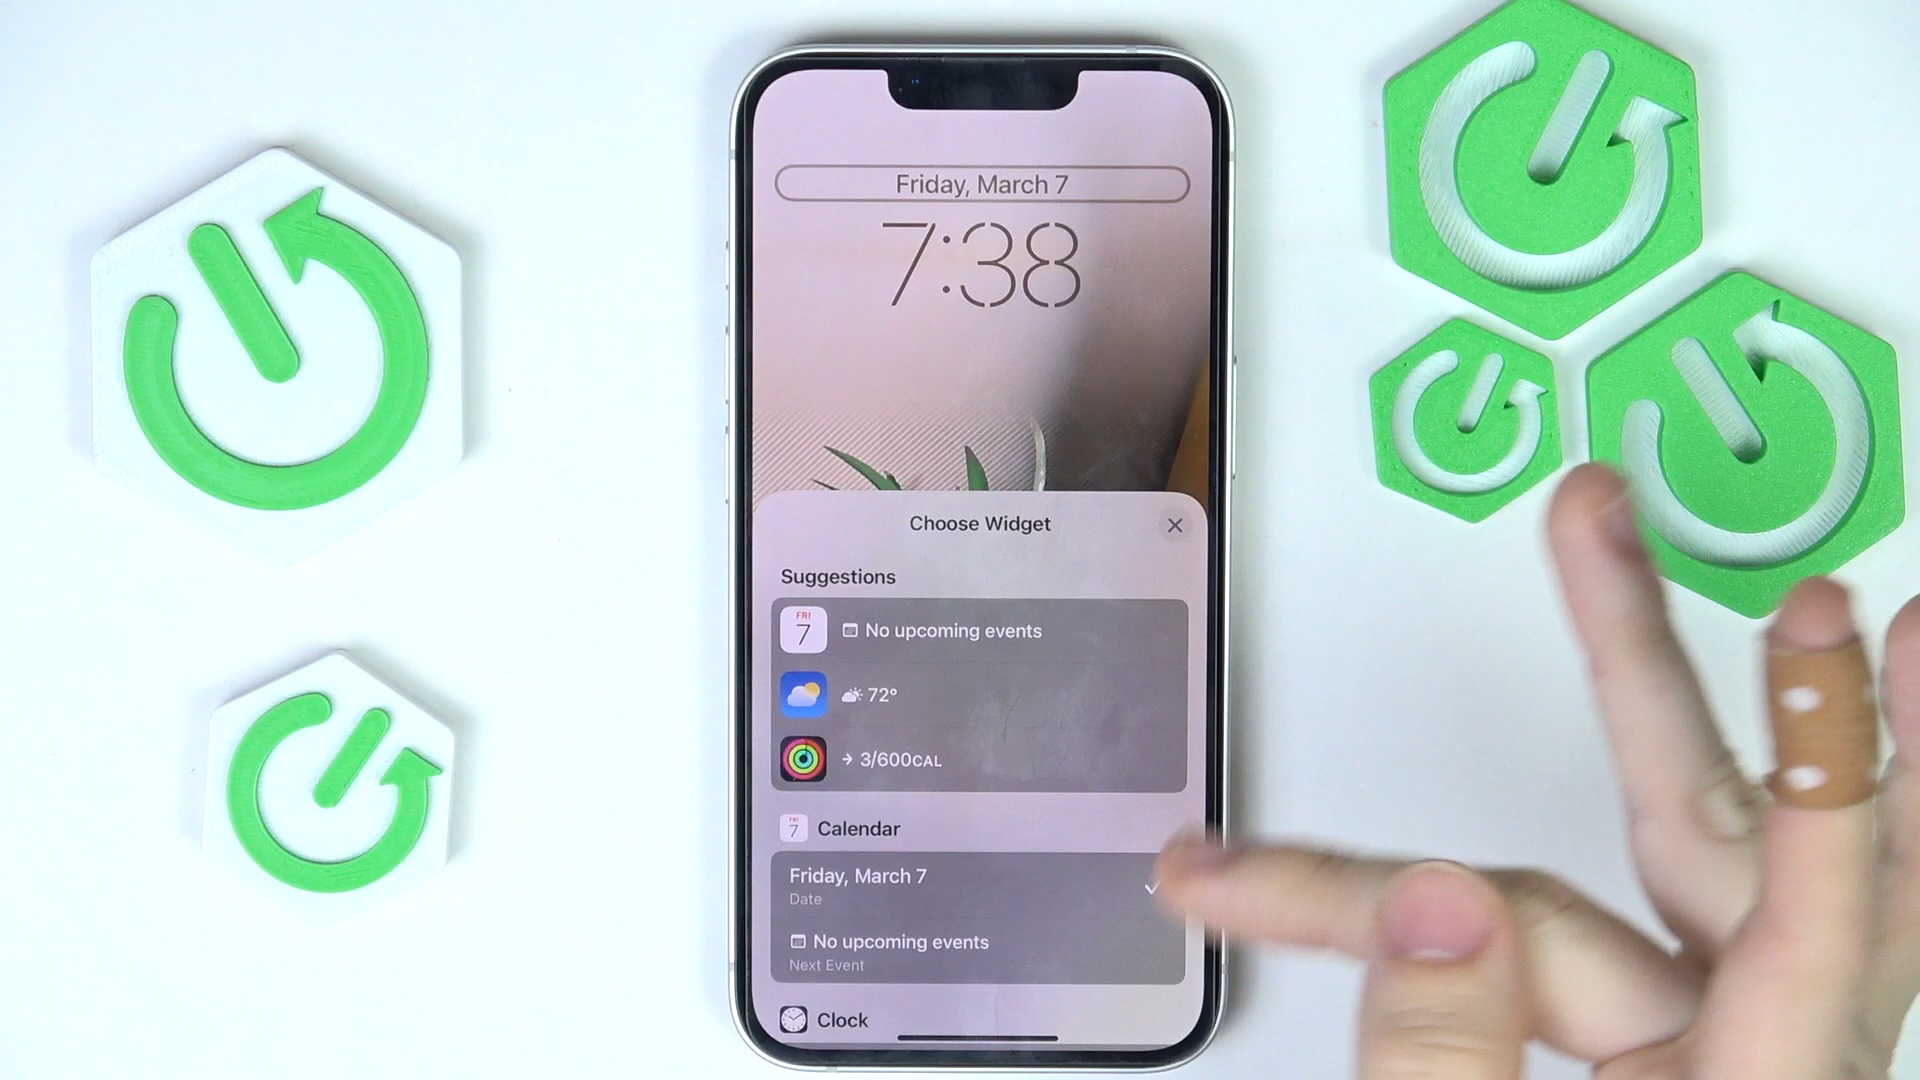 Friday, March 7
7:38
Choose Widget
Suggestions
FRI
7
No upcoming events
72°
→ 3/600CAL
FRI
7
Calendar
Friday, March 7
Date
No upcoming events
Next Event
Clock